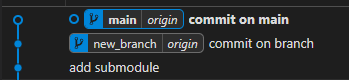 main origin commit on main
new_branch origin commit on branch
add submodule